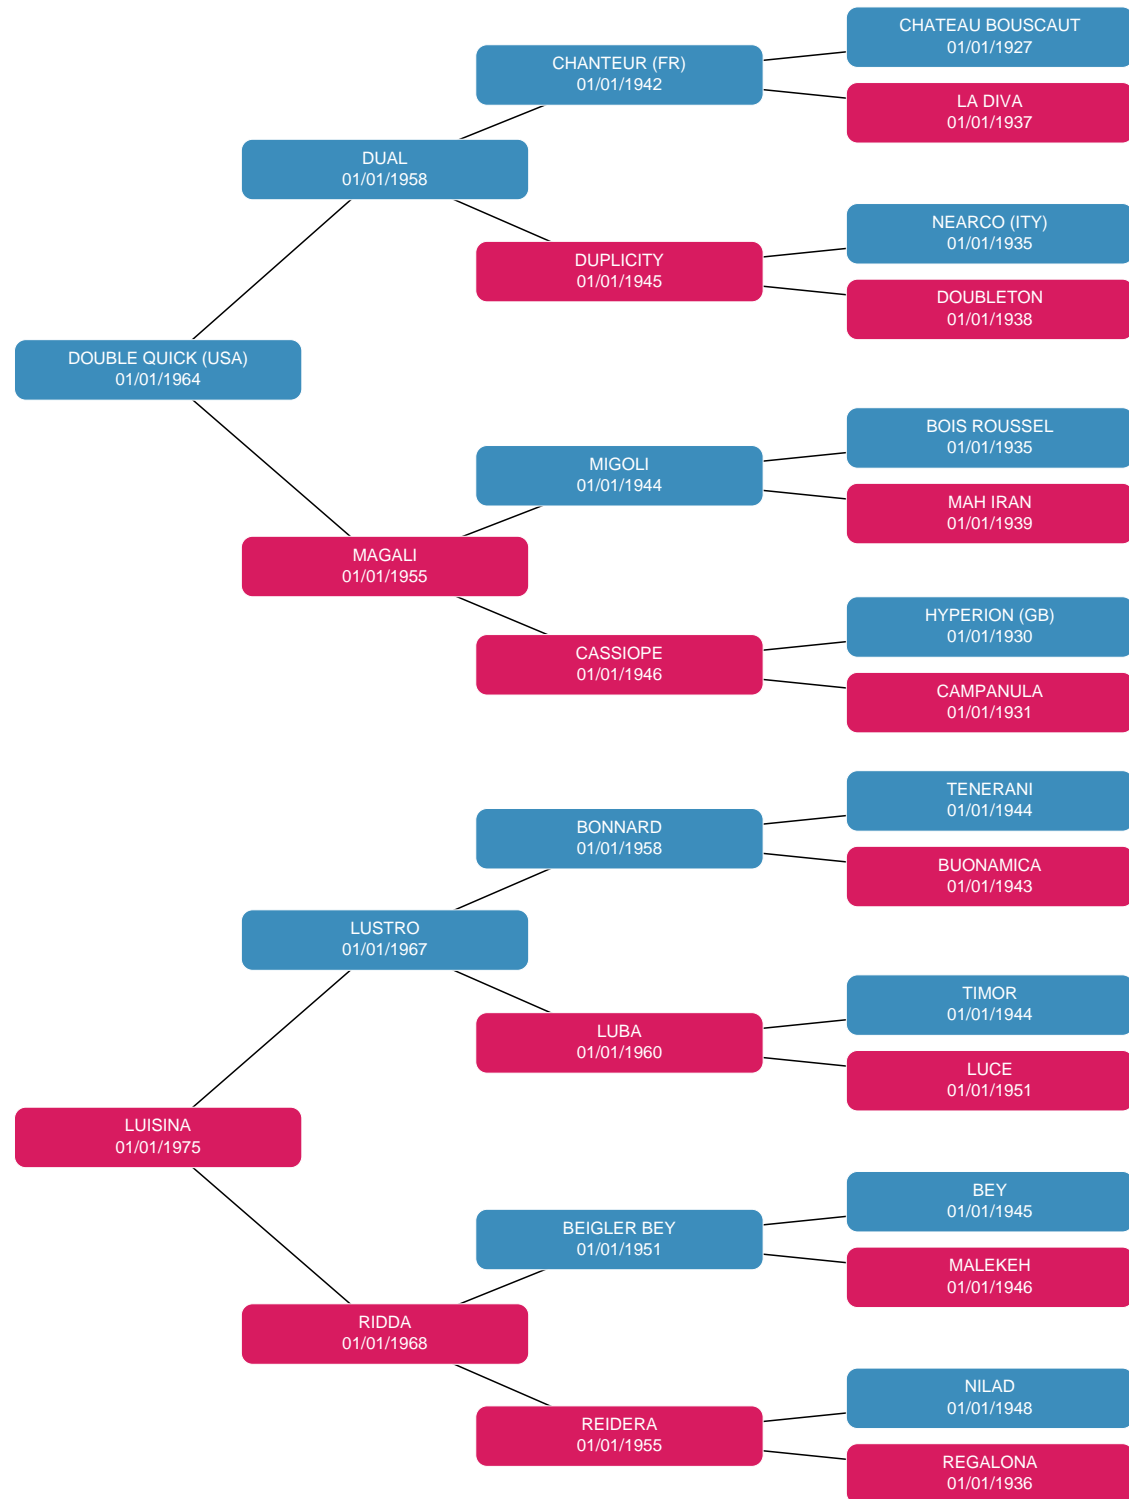 CHATEAU BOUSCAUT
01/01/1927
CHANTEUR (FR)
01/01/1942
LA DIVA
01/01/1937
DUAL
01/01/1958
NEARCO (ITY)
01/01/1935
DUPLICITY
01/01/1945
DOUBLETON
01/01/1938
DOUBLE QUICK (USA)
01/01/1964
BOIS ROUSSEL
01/01/1935
MIGOLI
01/01/1944
MAH IRAN
01/01/1939
MAGALI
01/01/1955
HYPERION (GB)
01/01/1930
CASSIOPE
01/01/1946
CAMPANULA
01/01/1931
TENERANI
01/01/1944
BONNARD
01/01/1958
BUONAMICA
01/01/1943
LUSTRO
01/01/1967
TIMOR
01/01/1944
LUBA
01/01/1960
LUCE
01/01/1951
LUISINA
01/01/1975
BEY
01/01/1945
BEIGLER BEY
01/01/1951
MALEKEH
01/01/1946
RIDDA
01/01/1968
NILAD
01/01/1948
REIDERA
01/01/1955
REGALONA
01/01/1936